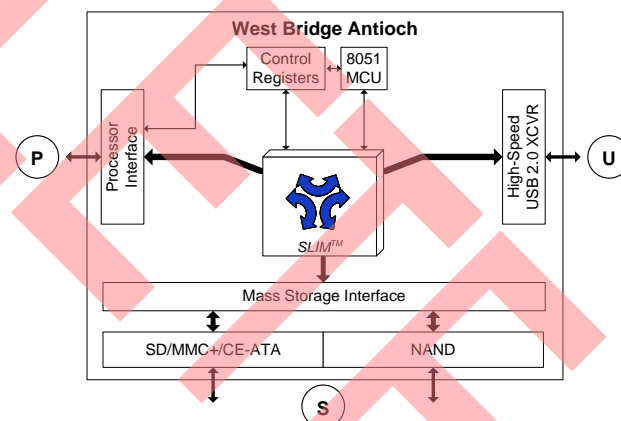 West Bridge Antioch
Control
Registers
8051
MCU
Processor
Interface
High-Speed
USB 2.0 XCVR
P
U
SLIM™
Mass Storage Interface
SD/MMC+/CE-ATA
NAND
S